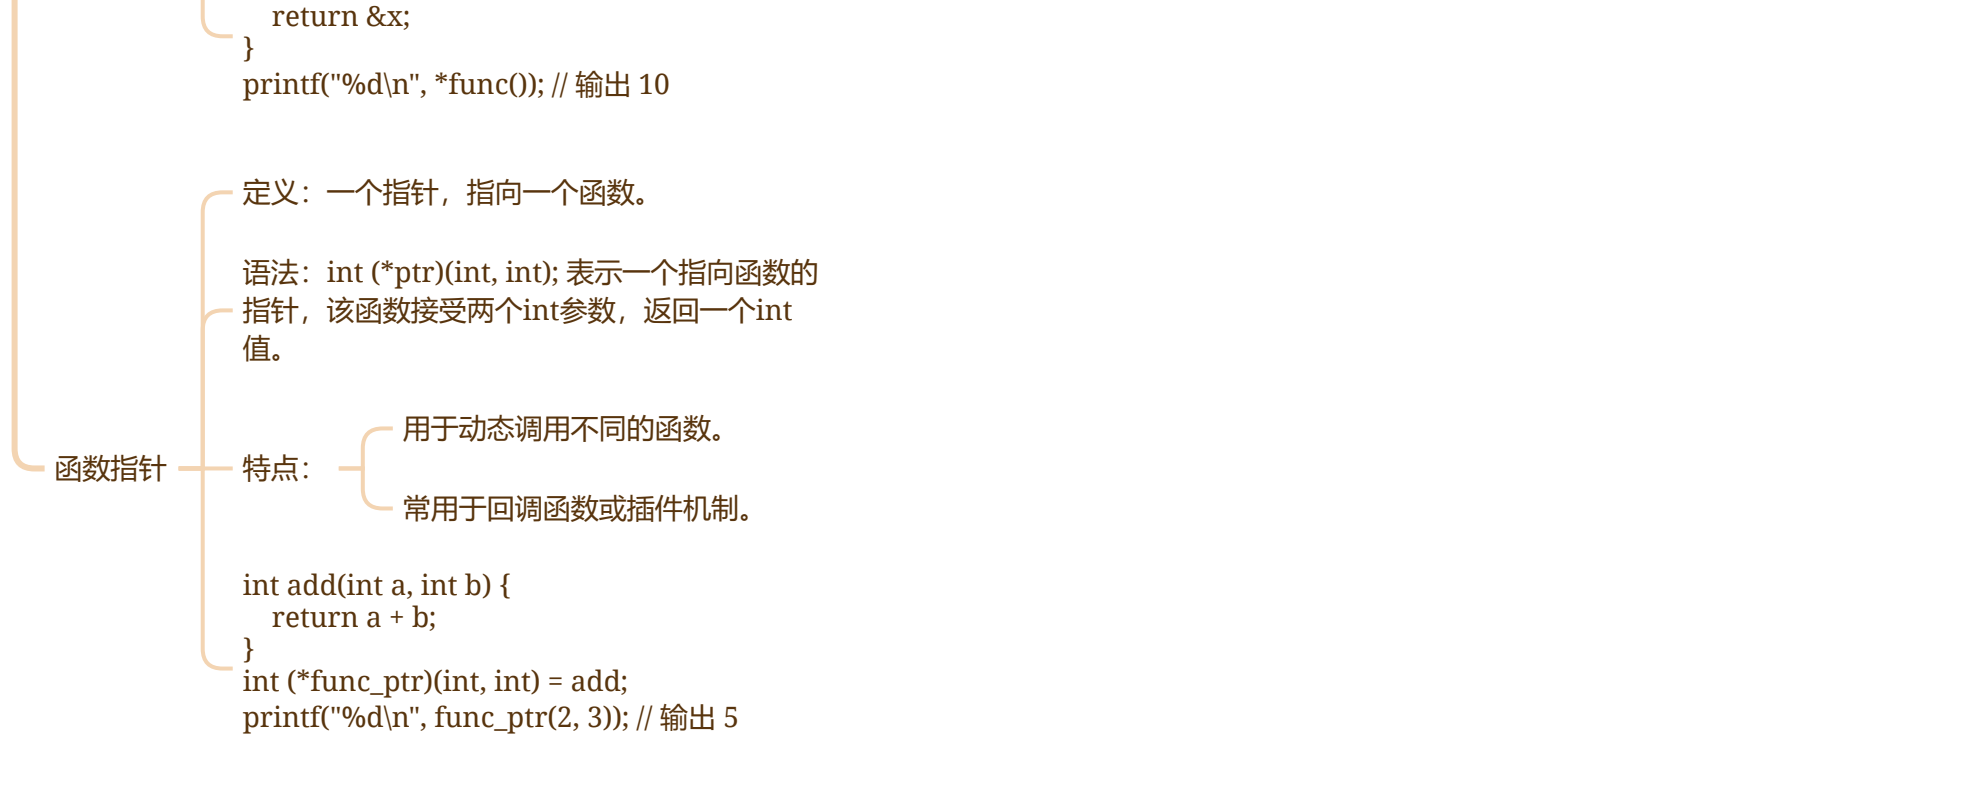 return &x;
}
printf("%d\n", *func()); // 输出 10
定义：一个指针，指向一个函数。
语法：int (*ptr)(int, int); 表示一个指向函数的
指针，该函数接受两个int参数，返回一个int
值。
用于动态调用不同的函数。
函数指针
特点：
常用于回调函数或插件机制。
int add(int a, int b) {
return a + b;
}
int (*func_ptr)(int, int) = add;
printf("%d\n", func_ptr(2, 3)); // 输出 5